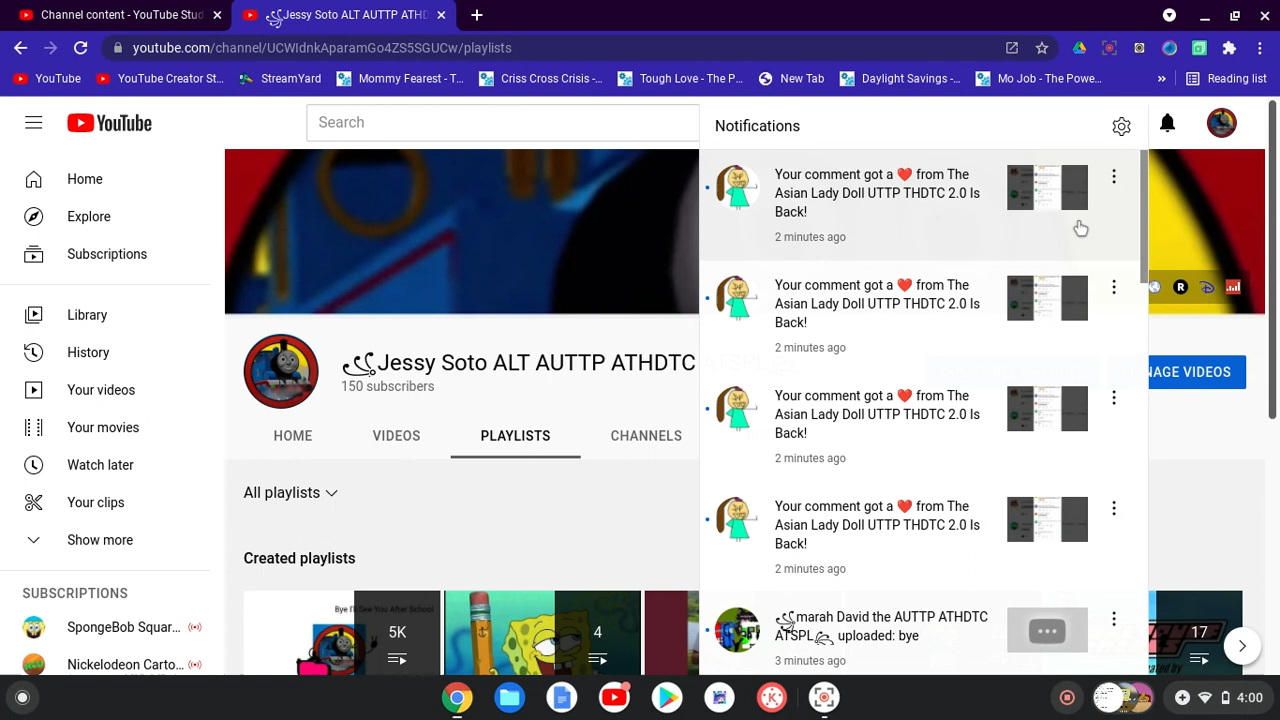 Channel content - YouTube Stud
꧁Jessy Soto ALT AUTTP ATHD
youtube.com/channel/UCWIdnkAparamGo4ZS5SGUCw/playlists
YouTube
YouTube Creator St...
StreamYard
Mommy Fearest - T...
Criss Cross Crisis -...
Tough Love - The P...
New Tab
Daylight Savings -...
Mo Job - The Powe...
»
Reading list
YouTube
Search
Notifications
Home
Explore
Subscriptions
Library
History
Your videos
Your movies
Watch later
Your clips
Show more
SUBSCRIPTIONS
SpongeBob Squar...
Nickelodeon Carto...
꧁Jessy Soto ALT AUTTP ATHDTC
150 subscribers
NAGE VIDEOS
HOME
VIDEOS
PLAYLISTS
CHANNELS
All playlists
Created playlists
Bye I'll See You After School
5K
4
17
Your comment got a ❤️ from The
Asian Lady Doll UTTP THDTC 2.0 Is
Back!
2 minutes ago
Your comment got a ❤️ from The
Asian Lady Doll UTTP THDTC 2.0 Is
Back!
2 minutes ago
Your comment got a ❤️ from The
Asian Lady Doll UTTP THDTC 2.0 Is
Back!
2 minutes ago
Your comment got a ❤️ from The
Asian Lady Doll UTTP THDTC 2.0 Is
Back!
2 minutes ago
꧁marah David the AUTTP ATHDTC
ATSPL꧂ uploaded: bye
3 minutes ago
4:00